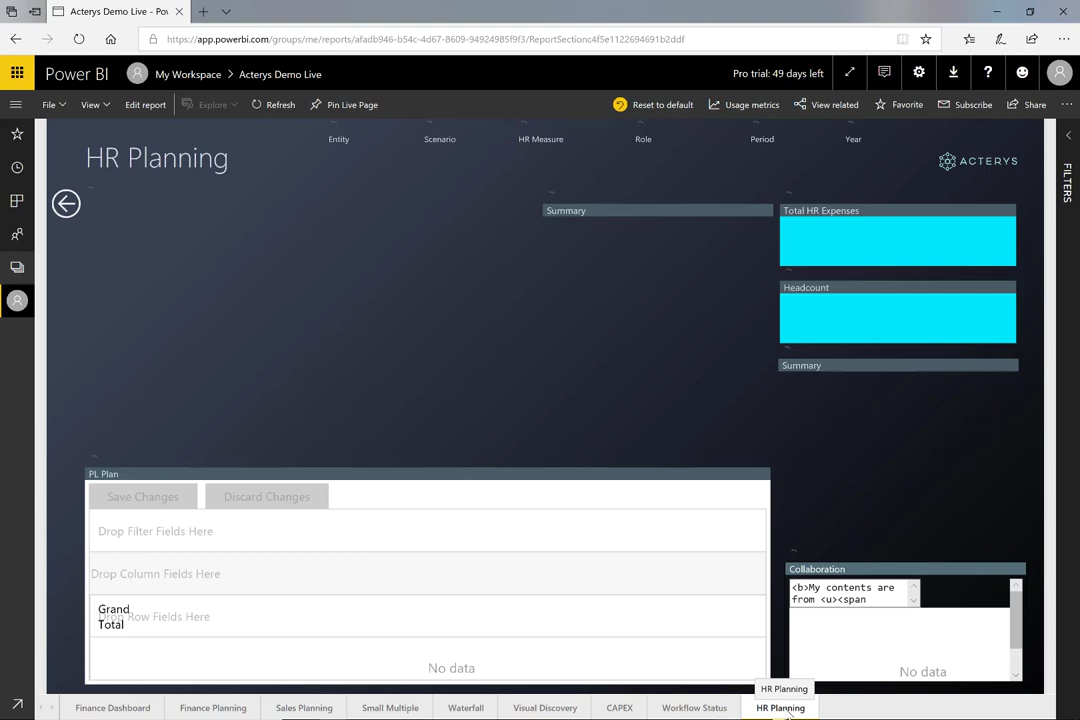 Acterys Demo Live - Pow
https://app.powerbi.com/groups/me/reports/afadb946-b54c-4d67-8609-94924985f9f3/ReportSectionc4f5e1122694691b2ddf
Power BI
My Workspace > Acterys Demo Live
Pro trial: 49 days left
File View Edit report Explore Refresh Pin Live Page
Reset to default Usage metrics View related Favorite Subscribe Share
Entity Scenario HR Measure Role Period Year
HR Planning
ACTERYS
FILTERS
Summary
Total HR Expenses
Headcount
Summary
PL Plan
Save Changes Discard Changes
Drop Filter Fields Here
Drop Column Fields Here
Grand
Drop Row Fields Here
Total
No data
Collaboration
<b>My contents are
from <u><span
No data
HR Planning
Finance Dashboard Finance Planning Sales Planning Small Multiple Waterfall Visual Discovery CAPEX Workflow Status HR Planning